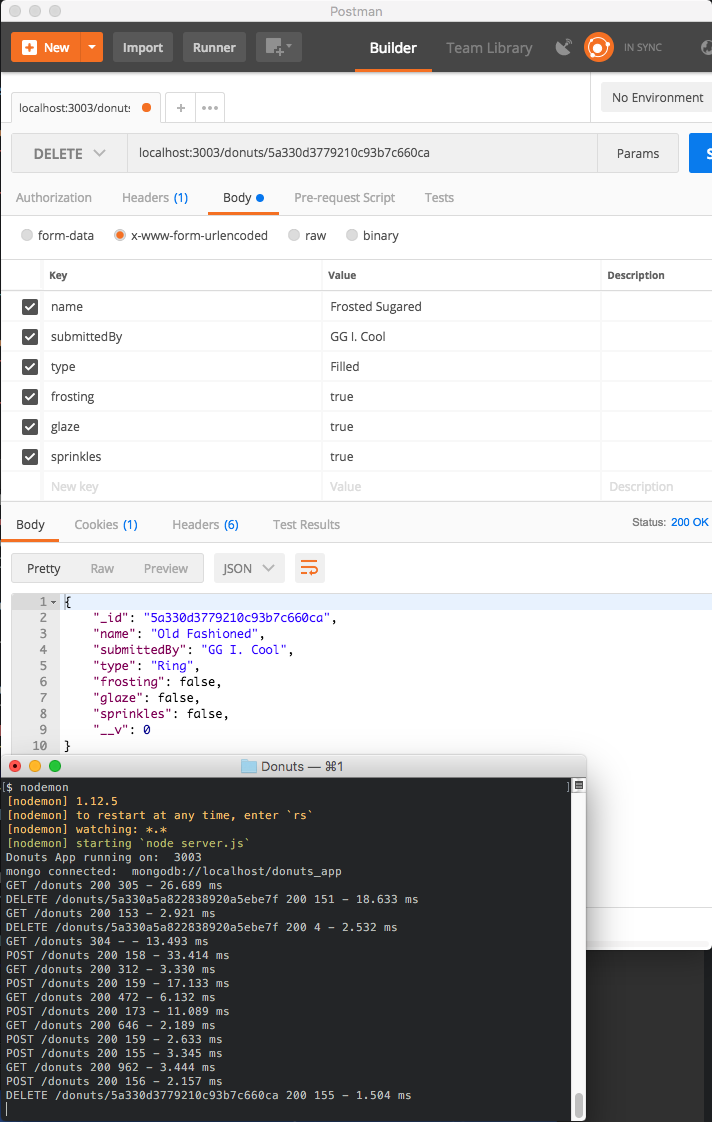 Postman
New Import Runner Builder Team Library IN SYNC
localhost:3003/donuts No Environment
DELETE localhost:3003/donuts/5a330d3779210c93b7c660ca Params S
Authorization Headers (1) Body Pre-request Script Tests
form-data x-www-form-urlencoded raw binary
Key Value Description
name Frosted Sugared
submittedBy GG I. Cool
type Filled
frosting true
glaze true
sprinkles true
New key Value Description
Body Cookies (1) Headers (6) Test Results Status: 200 OK
Pretty Raw Preview JSON
1 {
2 "_id": "5a330d3779210c93b7c660ca",
3 "name": "Old Fashioned",
4 "submittedBy": "GG I. Cool",
5 "type": "Ring",
6 "frosting": false,
7 "glaze": false,
8 "sprinkles": false,
9 "__v": 0
10 }
Donuts — ⌘1
[$ nodemon ]
[nodemon] 1.12.5
[nodemon] to restart at any time, enter `rs`
[nodemon] watching: *.*
[nodemon] starting `node server.js`
Donuts App running on:  3003
mongo connected:  mongodb://localhost/donuts_app
GET /donuts 200 305 - 26.689 ms
DELETE /donuts/5a330a5a822838920a5ebe7f 200 151 - 18.633 ms
GET /donuts 200 153 - 2.921 ms
DELETE /donuts/5a330a5a822838920a5ebe7f 200 4 - 2.532 ms
GET /donuts 304 - - 13.493 ms
POST /donuts 200 158 - 33.414 ms
GET /donuts 200 312 - 3.330 ms
POST /donuts 200 159 - 17.133 ms
GET /donuts 200 472 - 6.132 ms
POST /donuts 200 173 - 11.089 ms
GET /donuts 200 646 - 2.189 ms
POST /donuts 200 159 - 2.633 ms
POST /donuts 200 155 - 3.345 ms
GET /donuts 200 962 - 3.444 ms
POST /donuts 200 156 - 2.157 ms
DELETE /donuts/5a330d3779210c93b7c660ca 200 155 - 1.504 ms